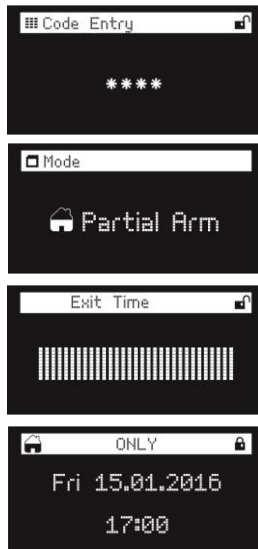 Code Entry
****
Mode
Partial Arm
Exit Time
ONLY
Fri 15.01.2016
17:00